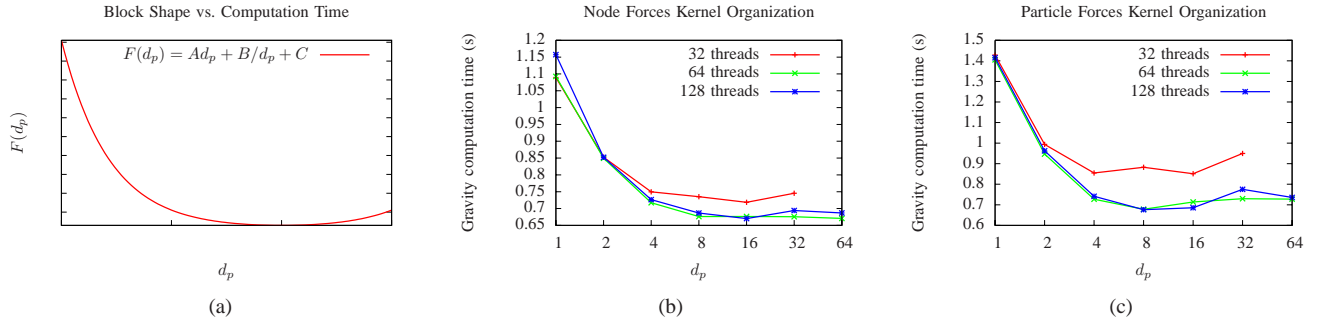 Block Shape vs. Computation Time
F(d_p) = Ad_p + B/d_p + C
F(d_p)
d_p
(a)
Node Forces Kernel Organization
Gravity computation time (s)
1.2
1.15
1.1
1.05
1
0.95
0.9
0.85
0.8
0.75
0.7
0.65
32 threads
64 threads
128 threads
1 2 4 8 16 32 64
d_p
(b)
Particle Forces Kernel Organization
Gravity computation time (s)
1.5
1.4
1.3
1.2
1.1
1
0.9
0.8
0.7
0.6
32 threads
64 threads
128 threads
1 2 4 8 16 32 64
d_p
(c)